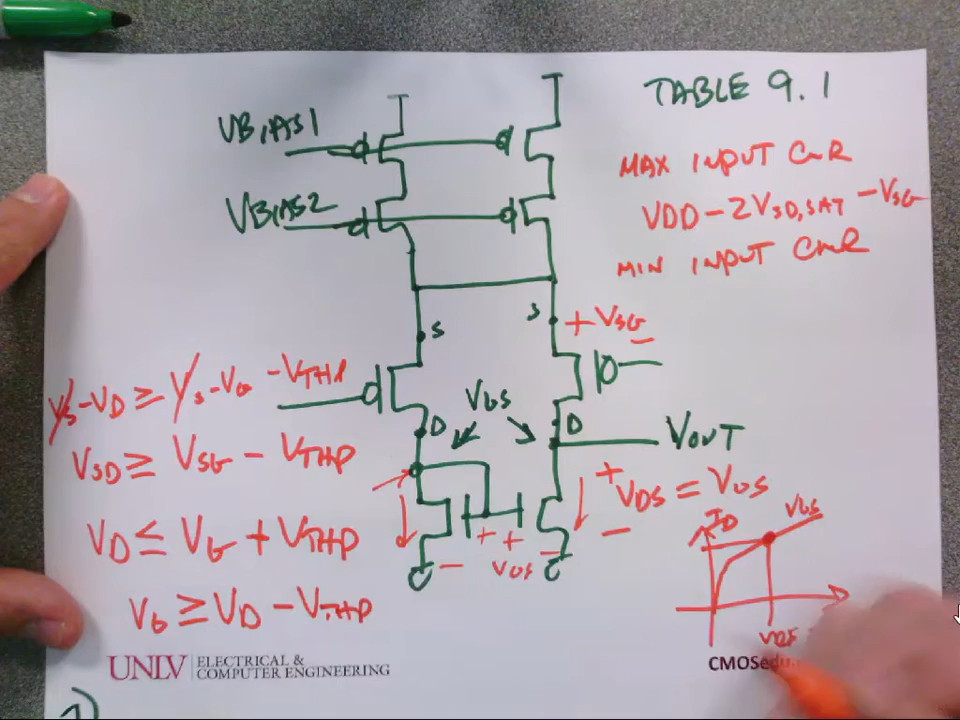 TABLE 9.1
VBIAS1
MAX INPUT CMR
VBIAS2
VDD - 2VSD,SAT - VSG
MIN INPUT CMR
S
S
+ VSG -
VS - VD ≥ VS - VG - VTHP
VGS
D
D
VOUT
VSD ≥ VSG - VTHP
+ VDS = VGS
-
ID
VGS
VD ≤ VG + VTHP
+ +
- VGS -
VG ≥ VD - VTHP
UNLV | ELECTRICAL & COMPUTER ENGINEERING